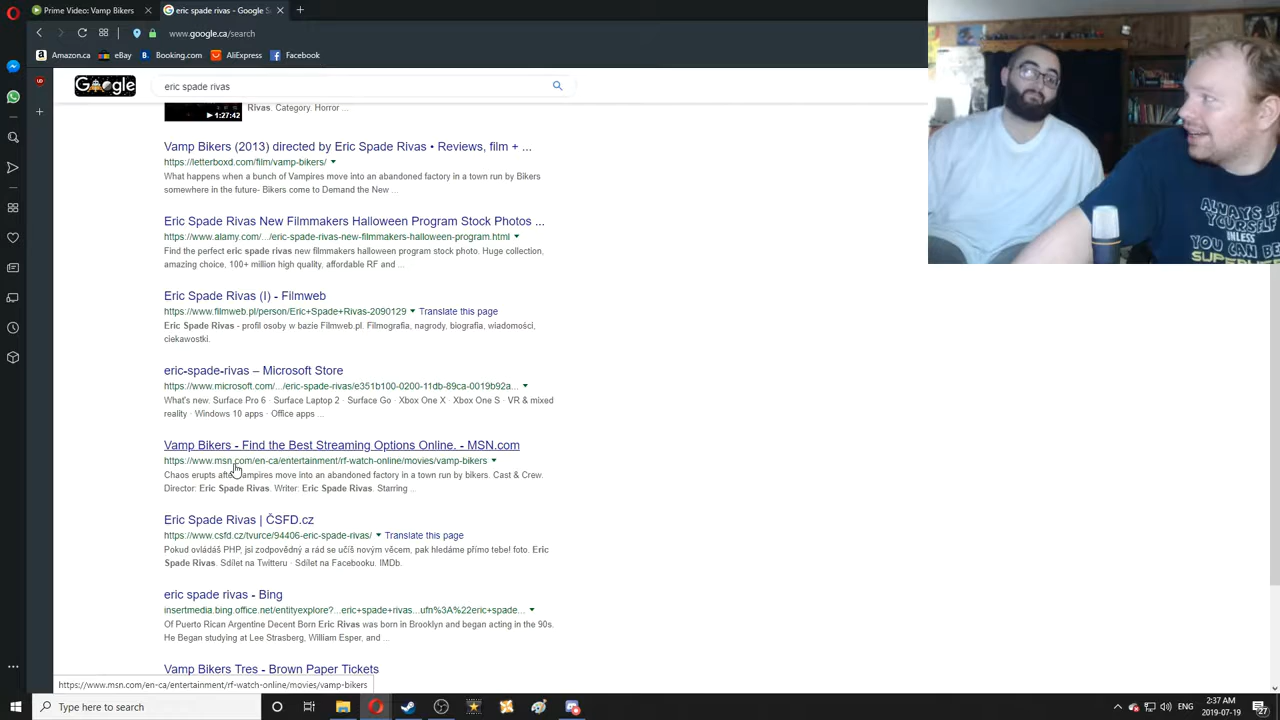 Prime Video: Vamp Bikers
eric spade rivas - Google S
www.google.ca/search
Amazon.ca
eBay
Booking.com
AliExpress
Facebook
Google
eric spade rivas
1:27:42
Rivas. Category. Horror ...
Vamp Bikers (2013) directed by Eric Spade Rivas • Reviews, film + ...
https://letterboxd.com/film/vamp-bikers/
What happens when a bunch of Vampires move into an abandoned factory in a town run by Bikers
somewhere in the future- Bikers come to Demand the New ...
Eric Spade Rivas New Filmmakers Halloween Program Stock Photos ...
https://www.alamy.com/.../eric-spade-rivas-new-filmmakers-halloween-program.html
Find the perfect eric spade rivas new filmmakers halloween program stock photo. Huge collection,
amazing choice, 100+ million high quality, affordable RF and ...
Eric Spade Rivas (I) - Filmweb
https://www.filmweb.pl/person/Eric+Spade+Rivas-2090129 Translate this page
Eric Spade Rivas - profil osoby w bazie Filmweb.pl. Filmografia, nagrody, biografia, wiadomości,
ciekawostki.
eric-spade-rivas – Microsoft Store
https://www.microsoft.com/.../eric-spade-rivas/e351b100-0200-11db-89ca-0019b92a...
What's new. Surface Pro 6 · Surface Laptop 2 · Surface Go · Xbox One X · Xbox One S · VR & mixed
reality · Windows 10 apps · Office apps ...
Vamp Bikers - Find the Best Streaming Options Online. - MSN.com
https://www.msn.com/en-ca/entertainment/rf-watch-online/movies/vamp-bikers
Chaos erupts after vampires move into an abandoned factory in a town run by bikers. Cast & Crew.
Director: Eric Spade Rivas. Writer: Eric Spade Rivas. Starring ...
Eric Spade Rivas | ČSFD.cz
https://www.csfd.cz/tvurce/94406-eric-spade-rivas/ Translate this page
Pokud ovládáš PHP, jsi zodpovědný a rád se učíš novým věcem, pak hledáme přímo tebe! foto. Eric
Spade Rivas. Sdílet na Twitteru · Sdílet na Facebooku. IMDb.
eric spade rivas - Bing
insertmedia.bing.office.net/entityexplore?...eric+spade+rivas...ufn%3A%22eric+spade...
Of Puerto Rican Argentine Decent Born Eric Rivas was born in Brooklyn and began acting in the 90s.
He Began studying at Lee Strasberg, William Esper, and ...
Vamp Bikers Tres - Brown Paper Tickets
https://www.msn.com/en-ca/entertainment/rf-watch-online/movies/vamp-bikers
Type here to search
2:37 AM
2019-07-19
27
ALWAYS
YOURSELF
UNLESS
YOU CAN BE